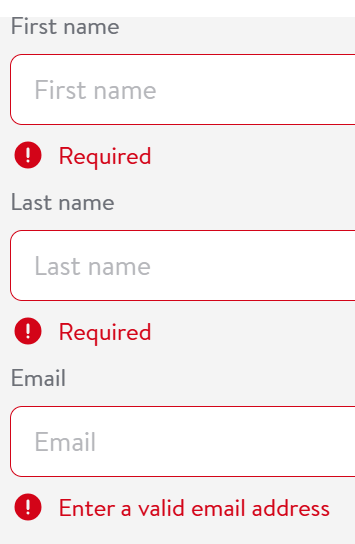 First name
First name
Required
Last name
Last name
Required
Email
Email
Enter a valid email address